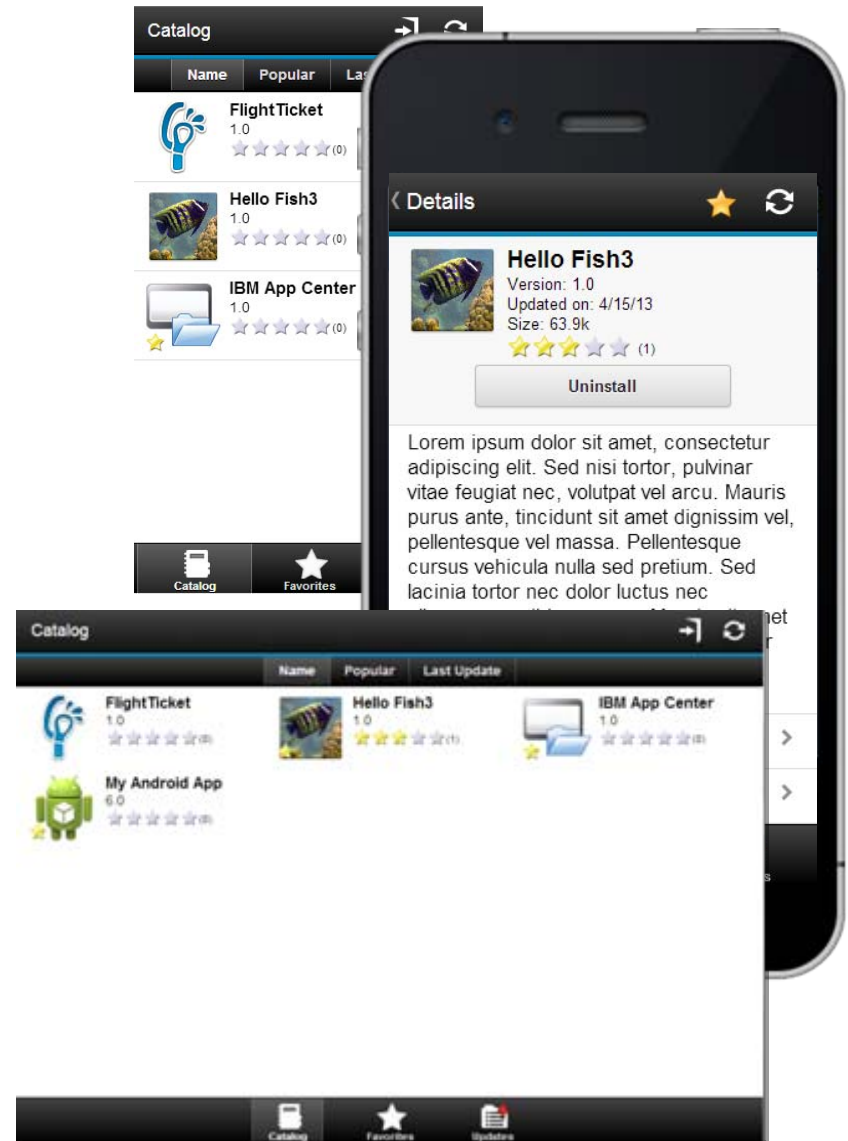 Catalog
Name Popular
FlightTicket
1.0
(0)
Hello Fish3
1.0
(0)
IBM App Center
1.0
(0)
Catalog Favorites
Details
Hello Fish3
Version: 1.0
Updated on: 4/15/13
Size: 63.9k
(1)
Uninstall
Lorem ipsum dolor sit amet, consectetur
adipiscing elit. Sed nisi tortor, pulvinar
vitae feugiat nec, volutpat vel arcu. Mauris
purus ante, tincidunt sit amet dignissim vel,
pellentesque vel massa. Pellentesque
cursus vehicula nulla sed pretium. Sed
lacinia tortor nec dolor luctus nec
Catalog
Name Popular Last Update
FlightTicket
1.0
(0)
Hello Fish3
1.0
(1)
IBM App Center
1.0
(0)
My Android App
6.0
(0)
Catalog Favorites Updates